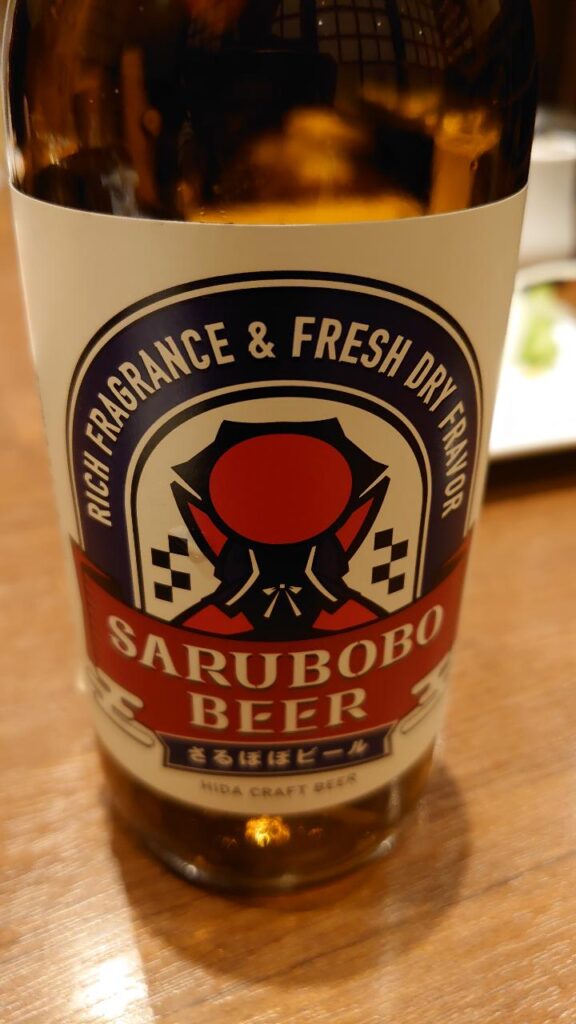 RICH FRAGRANCE & FRESH DRY FRAVOR
SARUBOBO
BEER
さるぼぼビール
HIDA CRAFT BEER